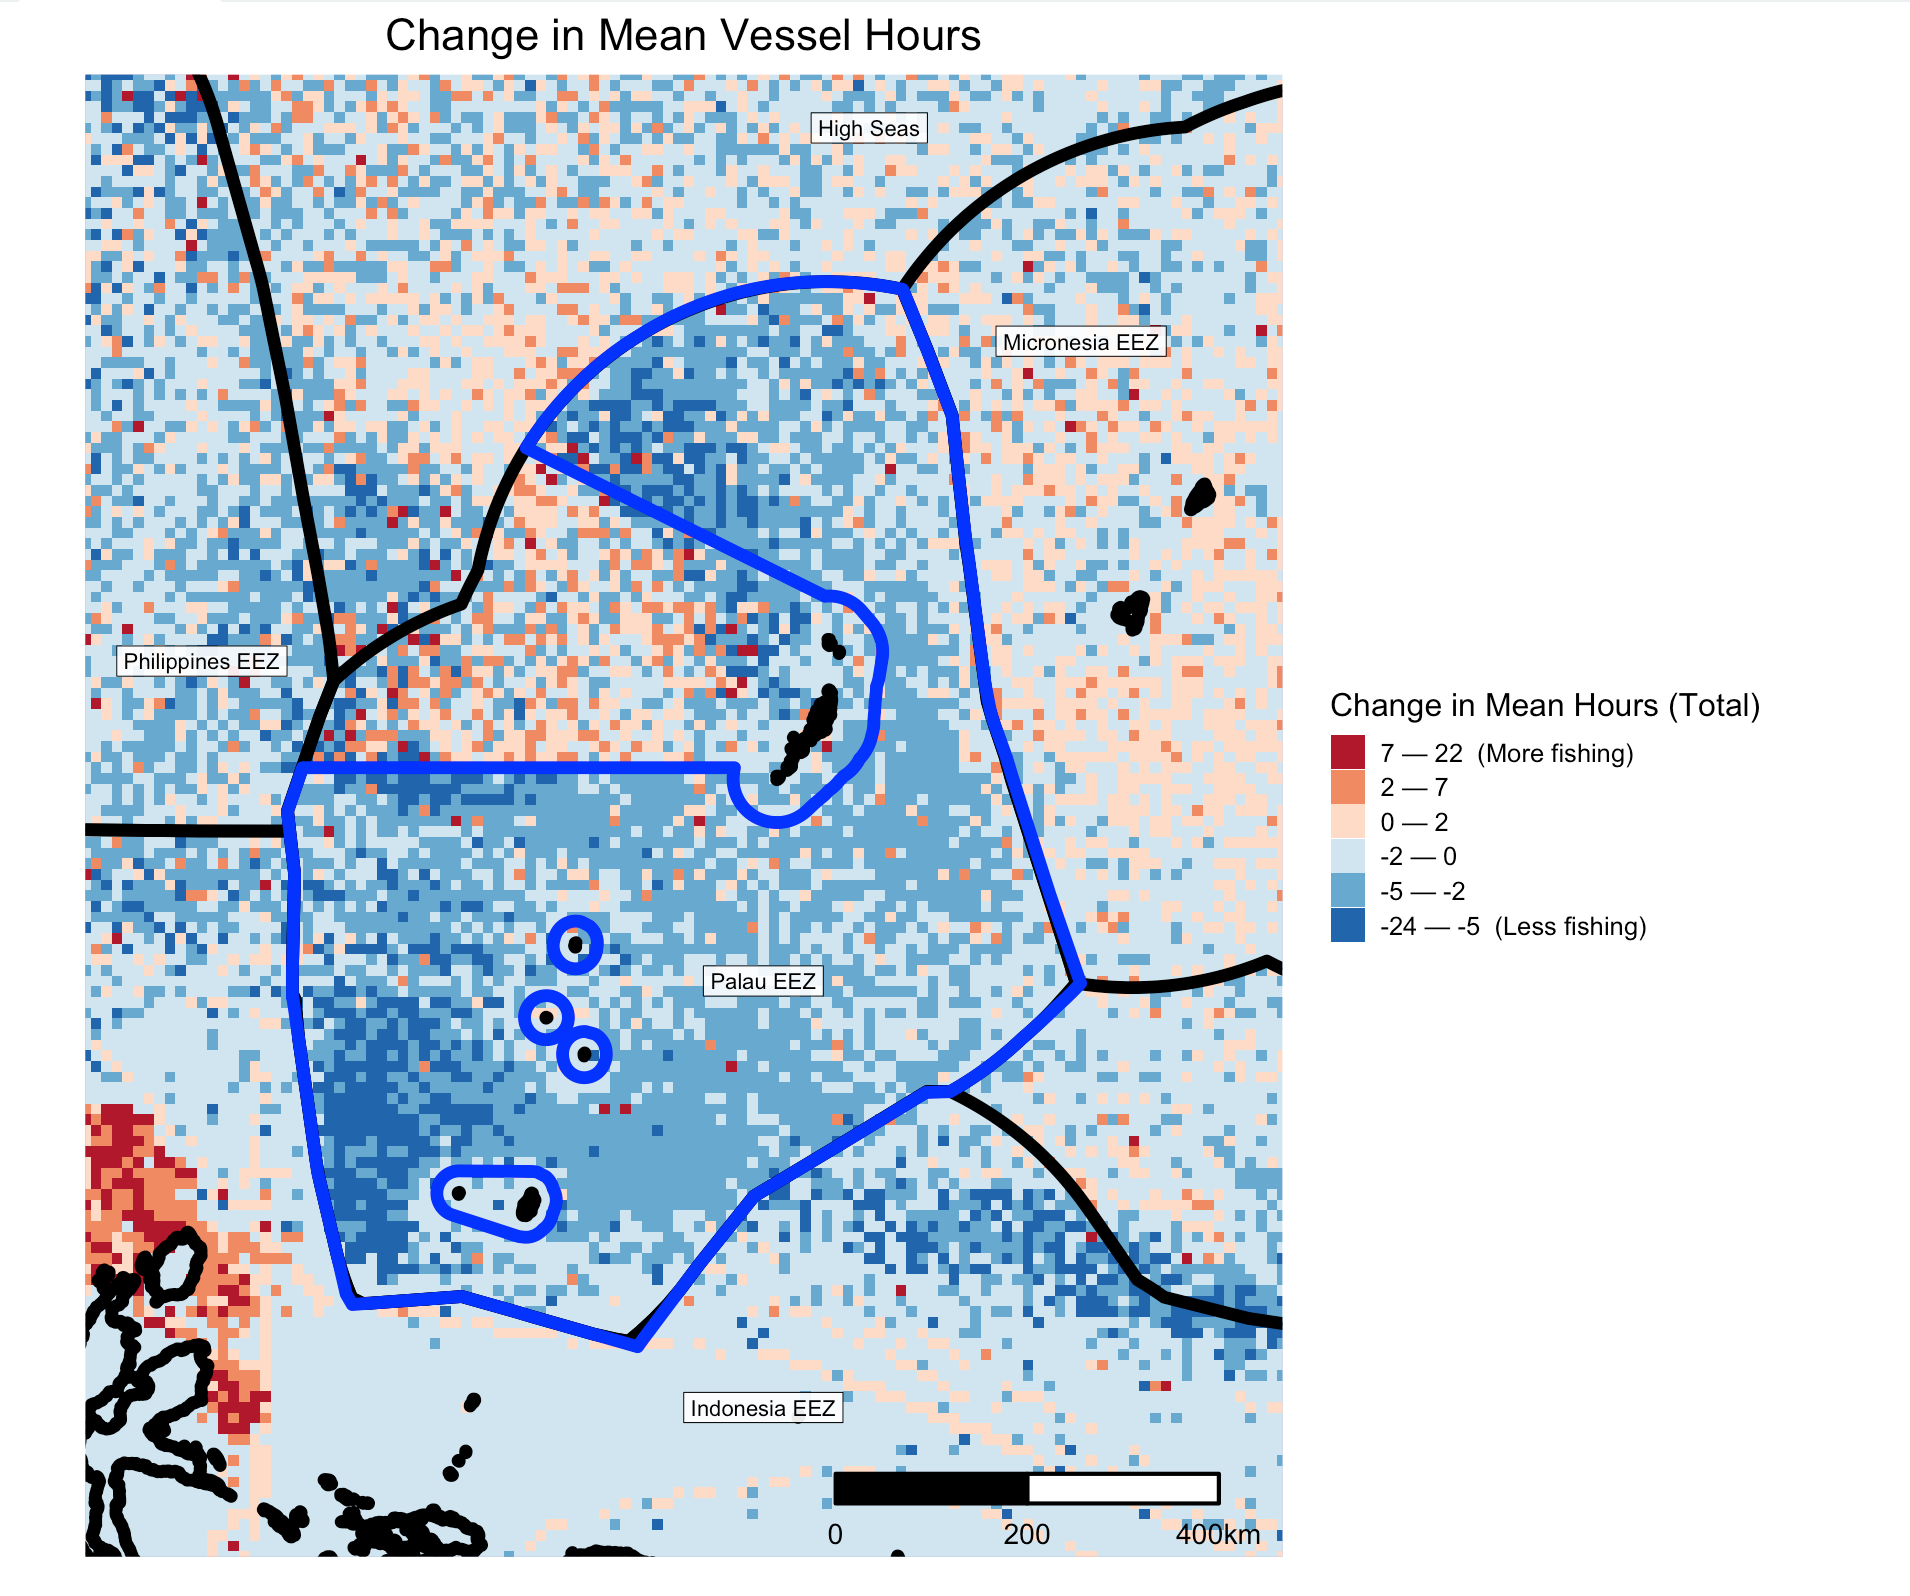 Change in Mean Vessel Hours
High Seas
Micronesia EEZ
Philippines EEZ
Palau EEZ
Indonesia EEZ
0 200 400km
Change in Mean Hours (Total)
7 — 22 (More fishing)
2 — 7
0 — 2
-2 — 0
-5 — -2
-24 — -5 (Less fishing)